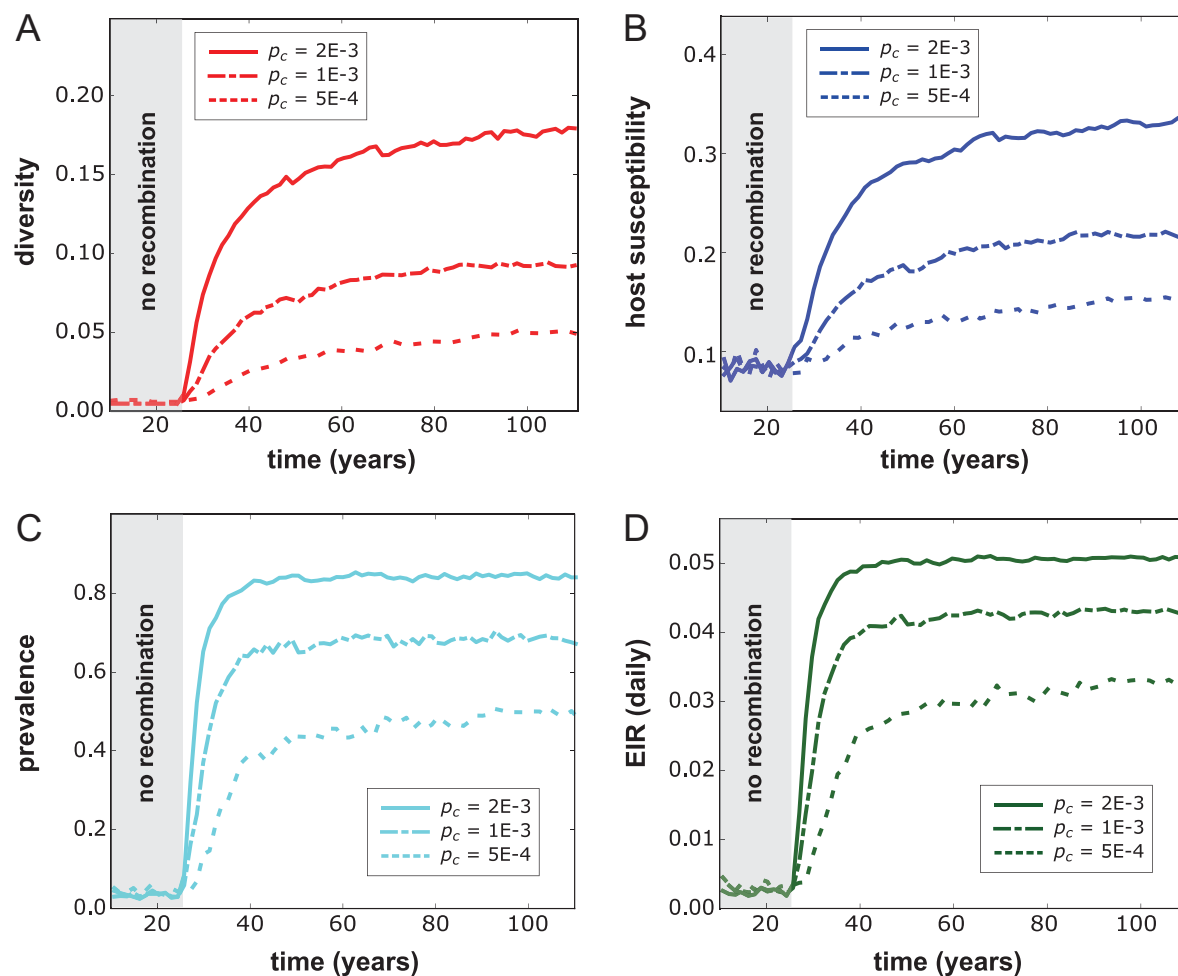 A
p_c = 2E-3
p_c = 1E-3
p_c = 5E-4
no recombination
diversity
0.20
0.15
0.10
0.05
0.00
20
40
60
80
100
time (years)
B
p_c = 2E-3
p_c = 1E-3
p_c = 5E-4
no recombination
host susceptibility
0.4
0.3
0.2
0.1
20
40
60
80
100
time (years)
C
no recombination
prevalence
0.8
0.6
0.4
0.2
0.0
p_c = 2E-3
p_c = 1E-3
p_c = 5E-4
20
40
60
80
100
time (years)
D
no recombination
EIR (daily)
0.05
0.04
0.03
0.02
0.01
0.00
p_c = 2E-3
p_c = 1E-3
p_c = 5E-4
20
40
60
80
100
time (years)